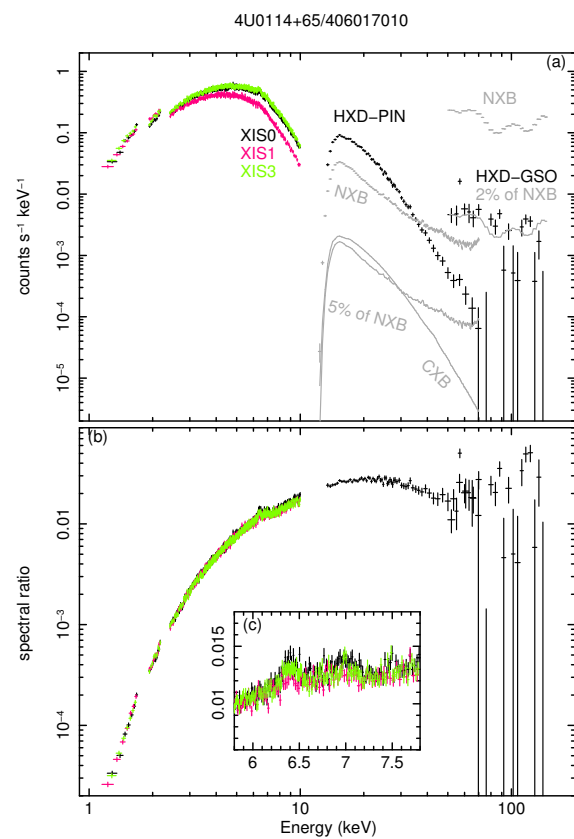 4U0114+65/406017010
(a)
counts s⁻¹ keV⁻¹
1
0.1
0.01
10⁻³
10⁻⁴
10⁻⁵
XIS0
XIS1
XIS3
HXD−PIN
NXB
NXB
HXD−GSO
2% of NXB
5% of NXB
CXB
(b)
spectral ratio
0.01
10⁻³
10⁻⁴
(c)
0.015
0.01
6 6.5 7 7.5
1 10 100
Energy (keV)